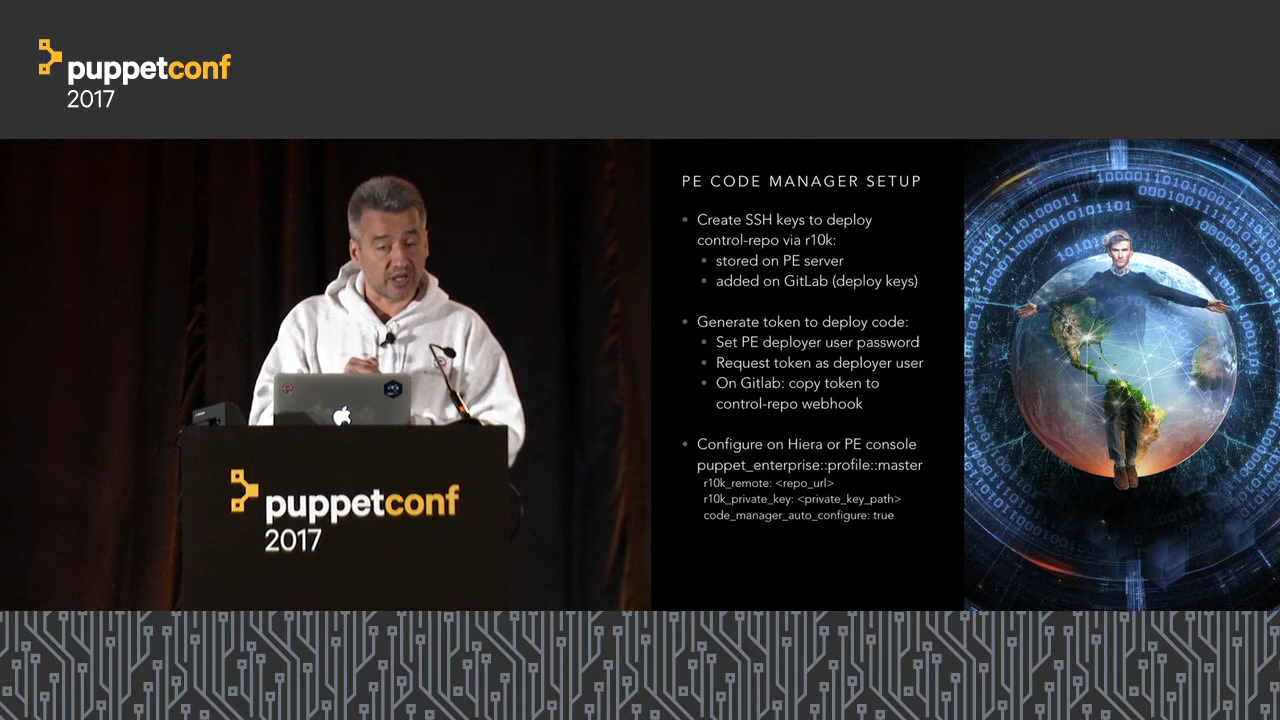 puppetconf
2017
PE CODE MANAGER SETUP
• Create SSH keys to deploy
control-repo via r10k:
• stored on PE server
• added on GitLab (deploy keys)
• Generate token to deploy code:
• Set PE deployer user password
• Request token as deployer user
• On Gitlab: copy token to
control-repo webhook
• Configure on Hiera or PE console
puppet_enterprise::profile::master
r10k_remote: <repo_url>
r10k_private_key: <private_key_path>
code_manager_auto_configure: true
puppetconf
2017